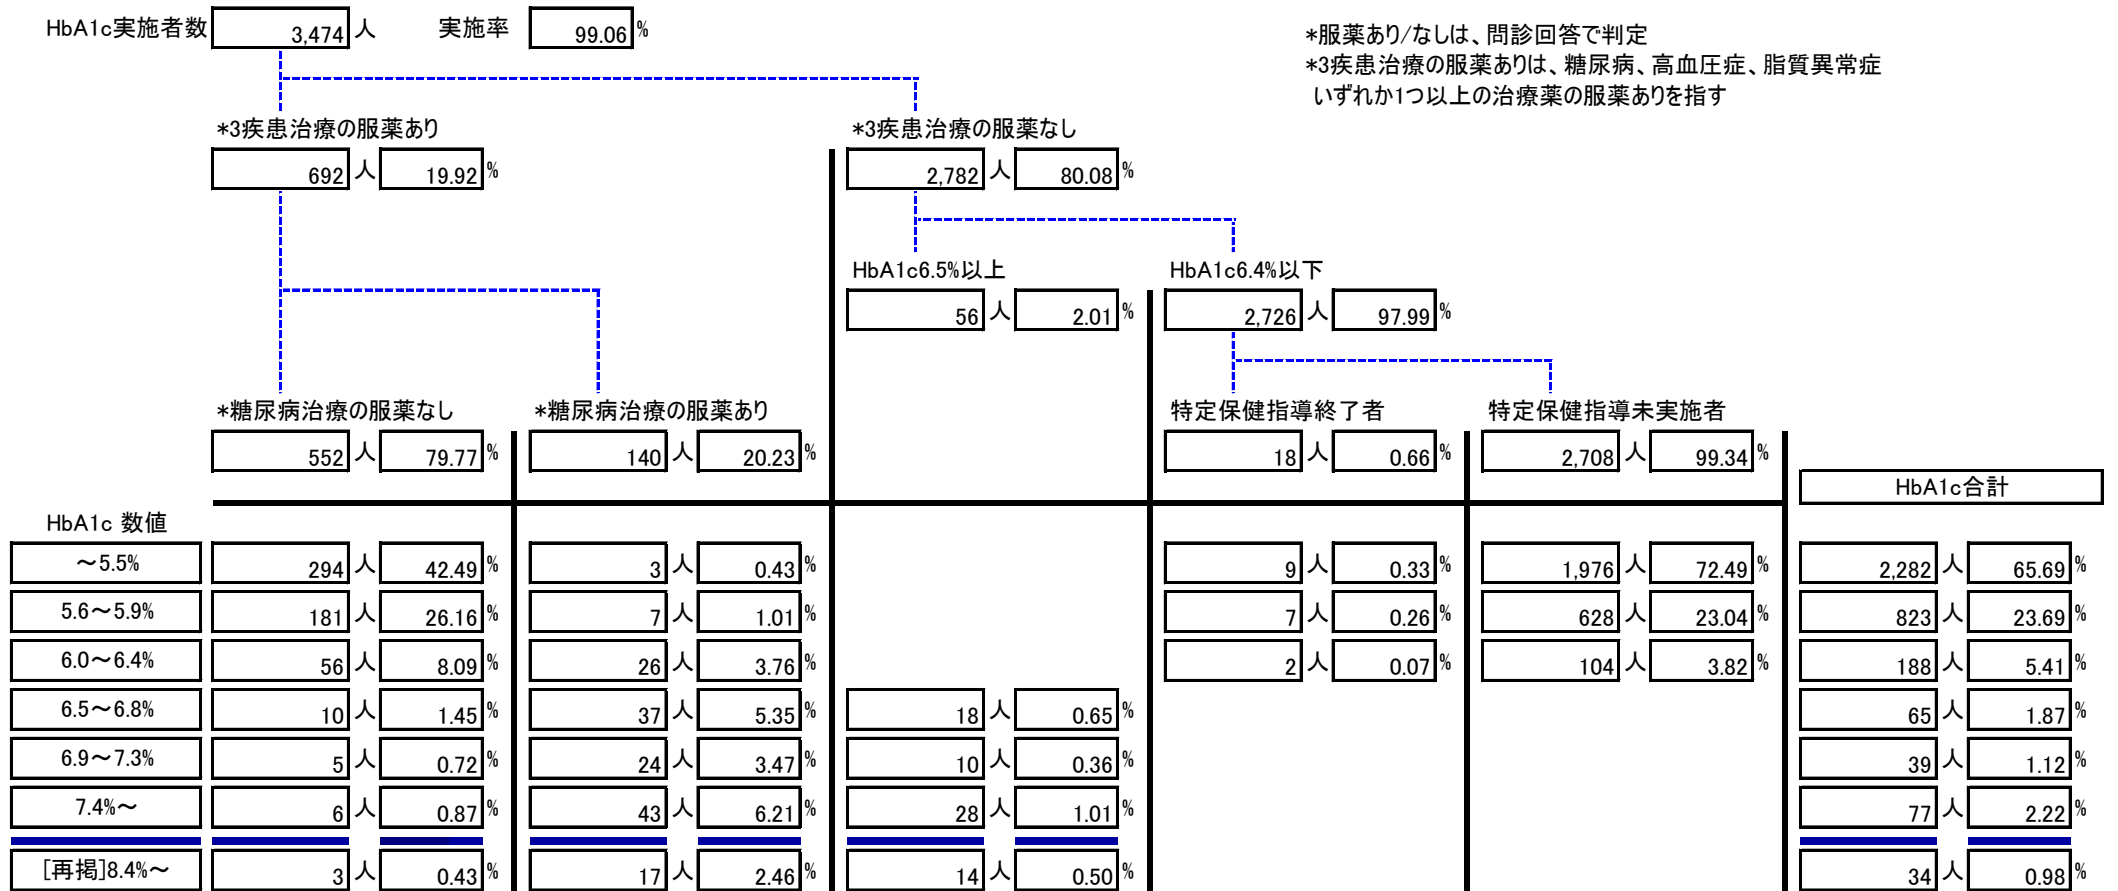 HbA1c実施者数 3,474 人 実施率 99.06 %
*服薬あり/なしは、問診回答で判定
*3疾患治療の服薬ありは、糖尿病、高血圧症、脂質異常症
いずれか1つ以上の治療薬の服薬ありを指す
*3疾患治療の服薬あり *3疾患治療の服薬なし
692 人 19.92 % 2,782 人 80.08 %
HbA1c6.5%以上 HbA1c6.4%以下
56 人 2.01 % 2,726 人 97.99 %
*糖尿病治療の服薬なし *糖尿病治療の服薬あり 特定保健指導終了者 特定保健指導未実施者
552 人 79.77 % 140 人 20.23 % 18 人 0.66 % 2,708 人 99.34 %
HbA1c合計
HbA1c 数値
～5.5% 294 人 42.49 % 3 人 0.43 % 9 人 0.33 % 1,976 人 72.49 % 2,282 人 65.69 %
5.6～5.9% 181 人 26.16 % 7 人 1.01 % 7 人 0.26 % 628 人 23.04 % 823 人 23.69 %
6.0～6.4% 56 人 8.09 % 26 人 3.76 % 2 人 0.07 % 104 人 3.82 % 188 人 5.41 %
6.5～6.8% 10 人 1.45 % 37 人 5.35 % 18 人 0.65 % 65 人 1.87 %
6.9～7.3% 5 人 0.72 % 24 人 3.47 % 10 人 0.36 % 39 人 1.12 %
7.4%～ 6 人 0.87 % 43 人 6.21 % 28 人 1.01 % 77 人 2.22 %
[再掲]8.4%～ 3 人 0.43 % 17 人 2.46 % 14 人 0.50 % 34 人 0.98 %